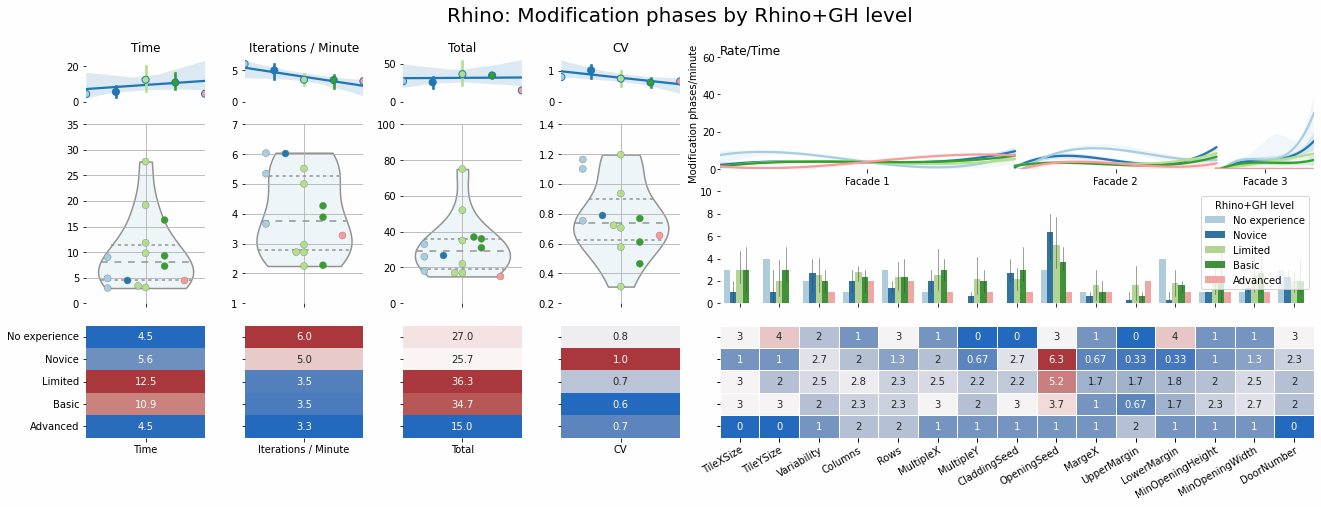 Rhino: Modification phases by Rhino+GH level
Time
Iterations / Minute
Total
CV
Rate/Time
20
0
5
0
50
0
1
0
Modification phases/minute
60
40
20
0
Facade 1
Facade 2
Facade 3
35
30
25
20
15
10
5
0
7
6
5
4
3
2
1
100
80
60
40
20
0
1.4
1.2
1.0
0.8
0.6
0.4
0.2
10
8
6
4
2
0
Rhino+GH level
No experience
Novice
Limited
Basic
Advanced
No experience 4.5 6.0 27.0 0.8 3 4 2 1 3 1 0 0 3 1 0 4 1 1 3
Novice 5.6 5.0 25.7 1.0 1 1 2.7 2 1.3 2 0.67 2.7 6.3 0.67 0.33 0.33 1 1.3 2.3
Limited 12.5 3.5 36.3 0.7 3 2 2.5 2.8 2.3 2.5 2.2 2.2 5.2 1.7 1.7 1.8 2 2.5 2
Basic 10.9 3.5 34.7 0.6 3 3 2 2.3 2.3 3 2 3 3.7 1 0.67 1.7 2.3 2.7 2
Advanced 4.5 3.3 15.0 0.7 0 0 1 2 2 1 1 1 1 1 2 1 1 1 0
Time
Iterations / Minute
Total
CV
TileXSize
TileYSize
Variability
Columns
Rows
MultipleX
MultipleY
CladdingSeed
OpeningSeed
MargeX
UpperMargin
LowerMargin
MinOpeningHeight
MinOpeningWidth
DoorNumber